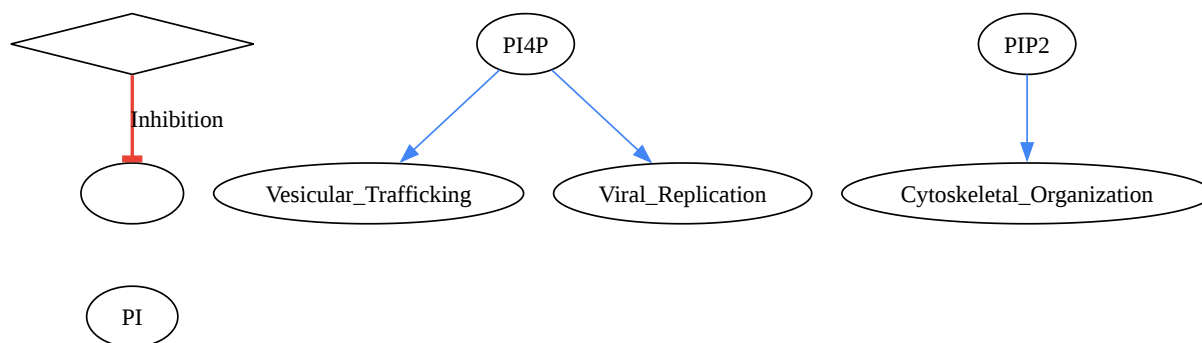 PI4P
PIP2
Inhibition
Vesicular_Trafficking
Viral_Replication
Cytoskeletal_Organization
PI